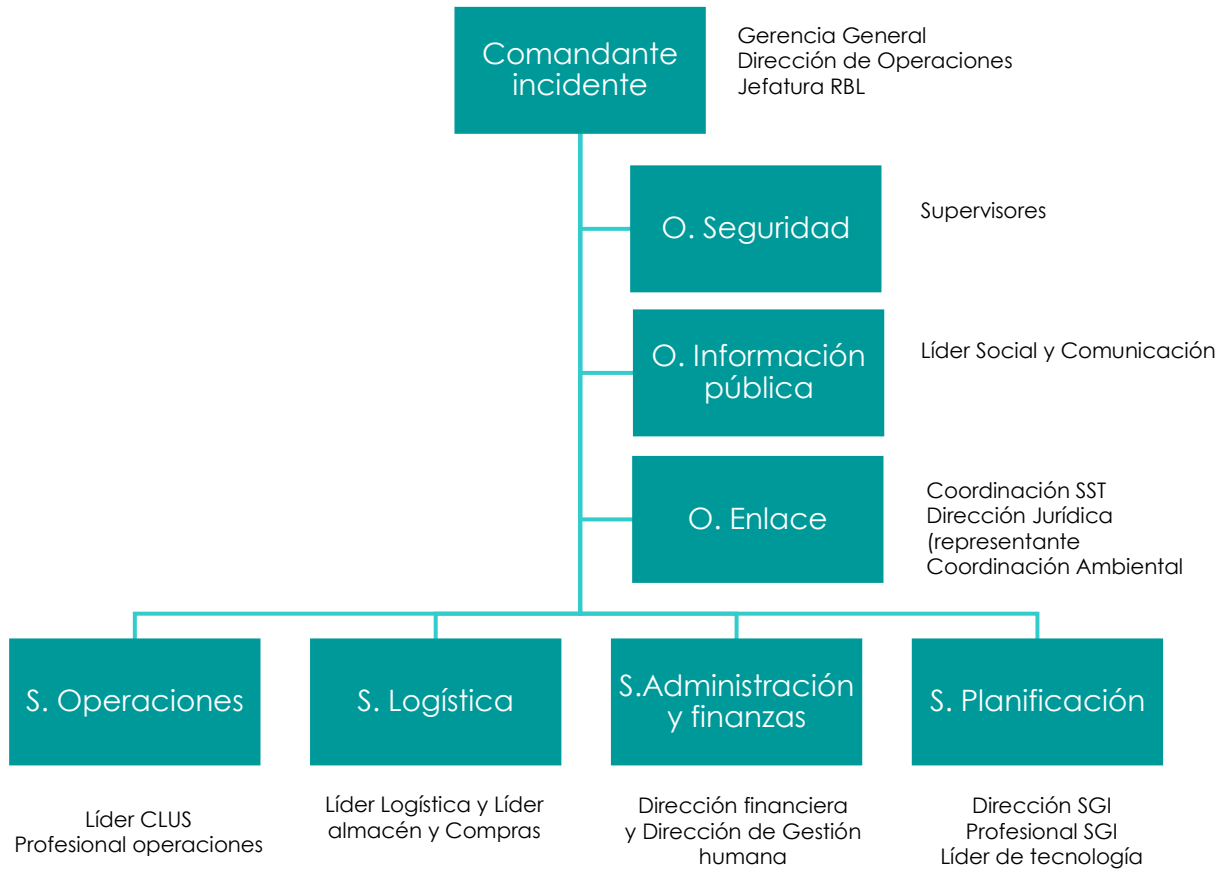 Comandante
incidente
Gerencia General
Dirección de Operaciones
Jefatura RBL
O. Seguridad
Supervisores
O. Información
pública
Líder Social y Comunicación
O. Enlace
Coordinación SST
Dirección Jurídica
(representante
Coordinación Ambiental
S. Operaciones
Líder CLUS
Profesional operaciones
S. Logística
Líder Logística y Líder
almacén y Compras
S.Administración
y finanzas
Dirección financiera
y Dirección de Gestión
humana
S. Planificación
Dirección SGI
Profesional SGI
Líder de tecnología